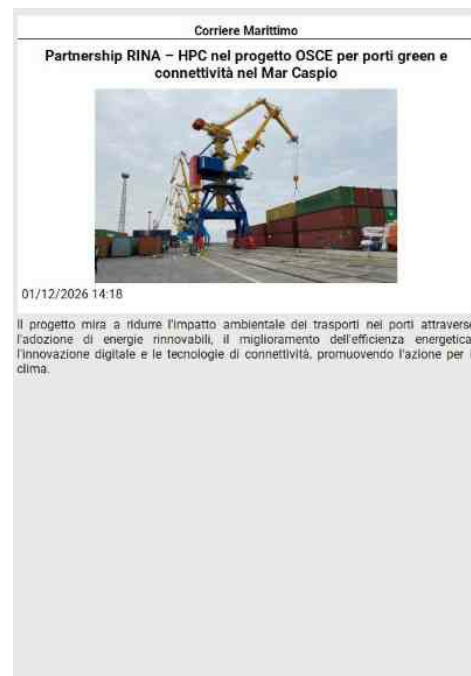 Corriere Marittimo
Partnership RINA – HPC nel progetto OSCE per porti green e
connettività nel Mar Caspio
01/12/2026 14:18
Il progetto mira a ridurre l'impatto ambientale dei trasporti nei porti attraverso
l'adozione di energie rinnovabili, il miglioramento dell'efficienza energetica,
l'innovazione digitale e le tecnologie di connettività, promuovendo l'azione per i
clima.